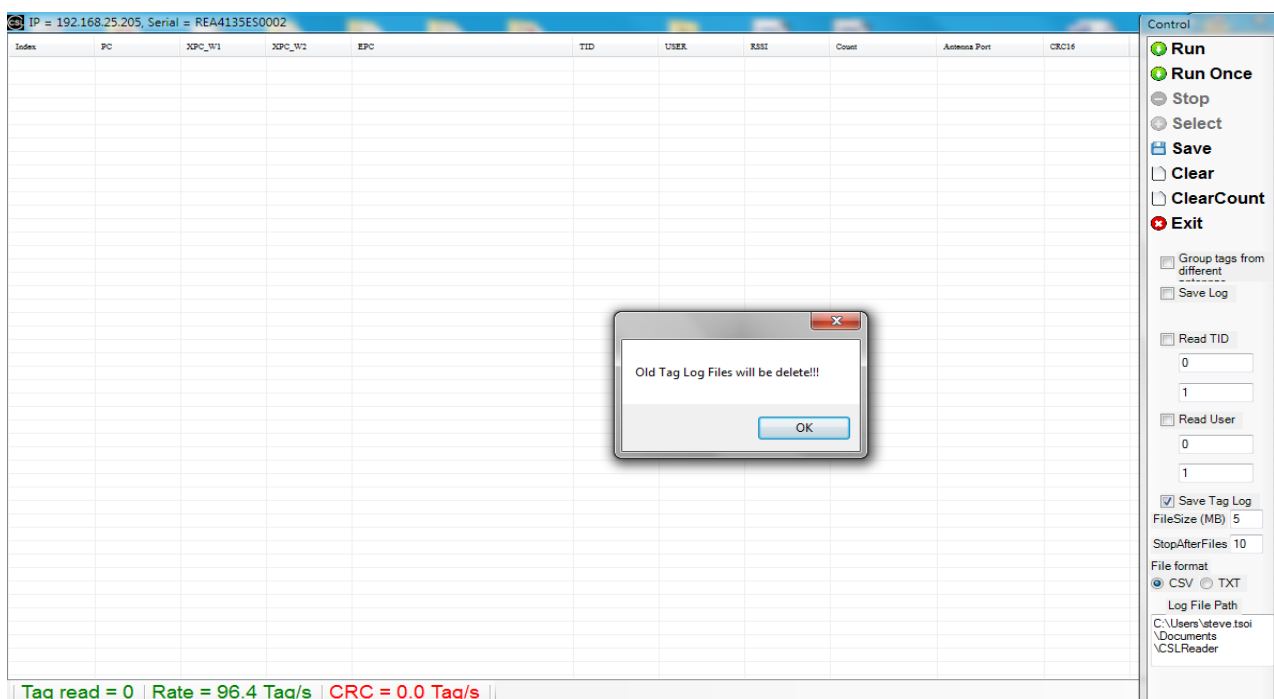 CSL IP = 192.168.25.205, Serial = REA4135ES0002
Index PC XPC_W1 XPC_W2 EPC TID USER RSSI Count Antenna Port CRC16
Old Tag Log Files will be delete!!!
OK
Control
Run
Run Once
Stop
Select
Save
Clear
ClearCount
Exit
Group tags from
different
Save Log
Read TID
0
1
Read User
0
1
Save Tag Log
FileSize (MB) 5
StopAfterFiles 10
File format
CSV TXT
Log File Path
C:\Users\steve.tsoi
\Documents
\CSLReader
Tag read = 0 Rate = 96.4 Tag/s CRC = 0.0 Tag/s